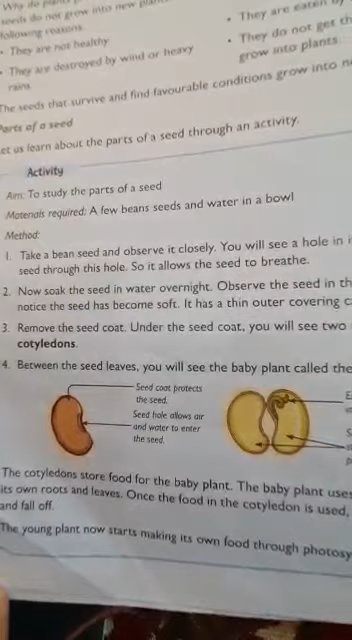 Why do plants
seeds do not grow into new plants
following reasons.
• They are not healthy
• They are destroyed by wind or heavy
rains.
• They are eaten by
• They do not get th
grow into plants.
The seeds that survive and find favourable conditions grow into n
Parts of a seed
et us learn about the parts of a seed through an activity.
Activity
Aim: To study the parts of a seed
Materials required: A few beans seeds and water in a bowl
Method:
1. Take a bean seed and observe it closely. You will see a hole in i
seed through this hole. So it allows the seed to breathe.
2. Now soak the seed in water overnight. Observe the seed in th
notice the seed has become soft. It has a thin outer covering c
3. Remove the seed coat. Under the seed coat, you will see two
cotyledons.
4. Between the seed leaves, you will see the baby plant called the
Seed coat protects
the seed.
Seed hole allows air
and water to enter
the seed.
E
S
The cotyledons store food for the baby plant. The baby plant uses
its own roots and leaves. Once the food in the cotyledon is used,
and fall off.
The young plant now starts making its own food through photosy